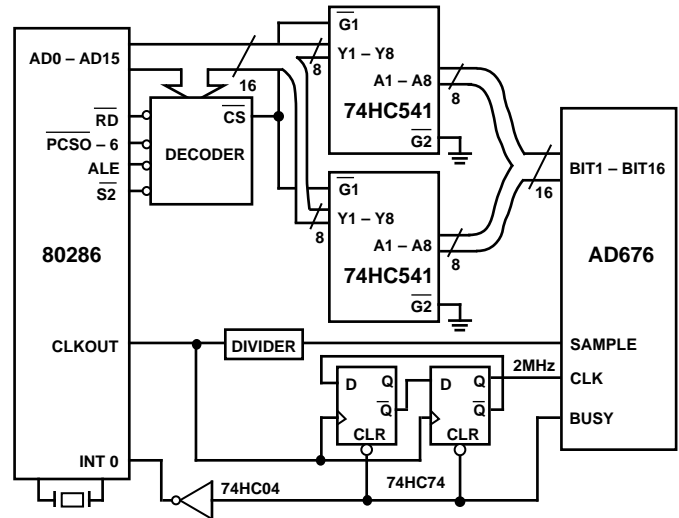 G1
AD0 – AD15
8
Y1 – Y8
16
A1 – A8
8
74HC541
G2
RD
CS
PCSO – 6
DECODER
ALE
S2
BIT1 – BIT16
16
G1
Y1 – Y8
8
A1 – A8
8
74HC541
G2
80286
AD676
CLKOUT
DIVIDER
SAMPLE
2MHz
CLK
D
Q
Q
CLR
D
Q
Q
CLR
BUSY
INT 0
74HC04
74HC74